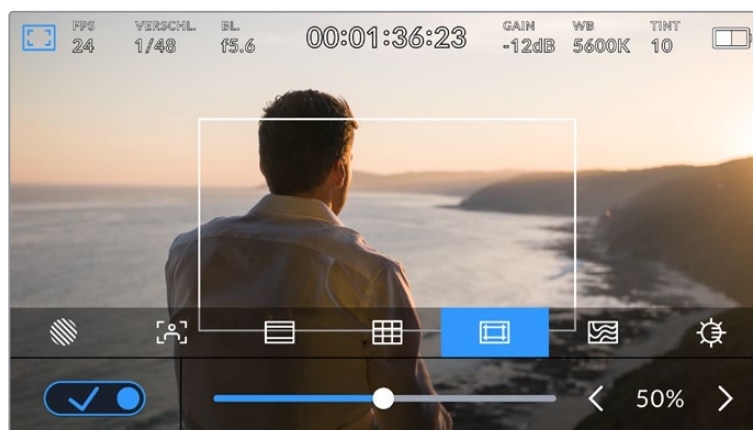 FPS VERSCHL. BL. GAIN WB TINT
24 1/48 f5.6 00:01:36:23 -12dB 5600K 10
50%